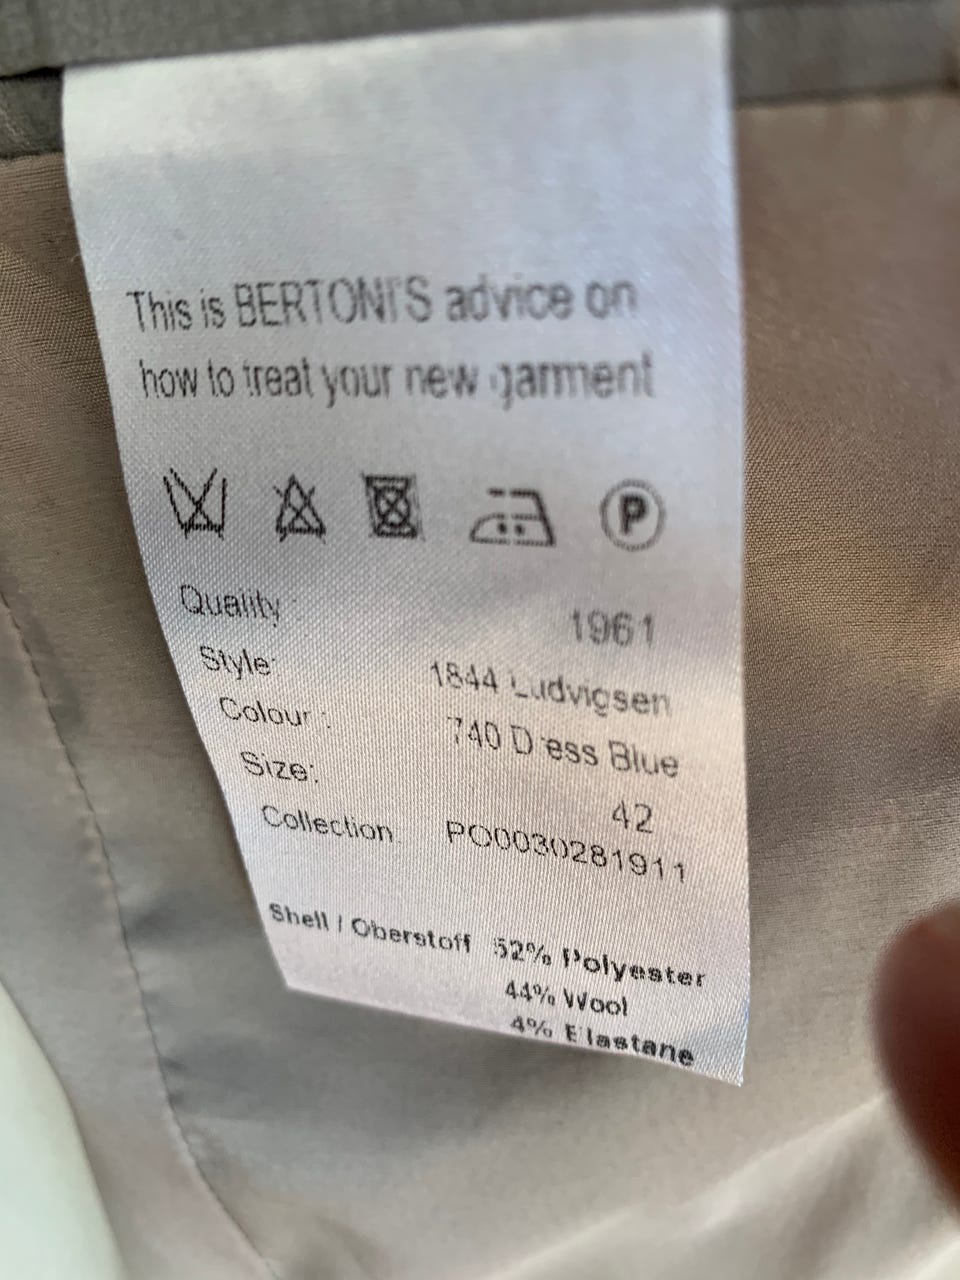 This is BERTONI'S advice on
how to treat your new garment
P
Quality : 1961
Style: 1844 Ludvigsen
Colour : 740 Dress Blue
Size: 42
Collection PO0030281911
Shell / Oberstoff 52% Polyester
44% Wool
4% Elastane